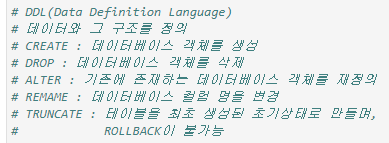 # DDL(Data Definition Language)
# 데이터와 그 구조를 정의
# CREATE : 데이터베이스 객체를 생성
# DROP : 데이터베이스 객체를 삭제
# ALTER : 기존에 존재하는 데이터베이스 객체를 재정의
# REMAME : 데이터베이스 컬럼 명을 변경
# TRUNCATE : 테이블을 최초 생성된 초기상태로 만들며,
# ROLLBACK이 불가능